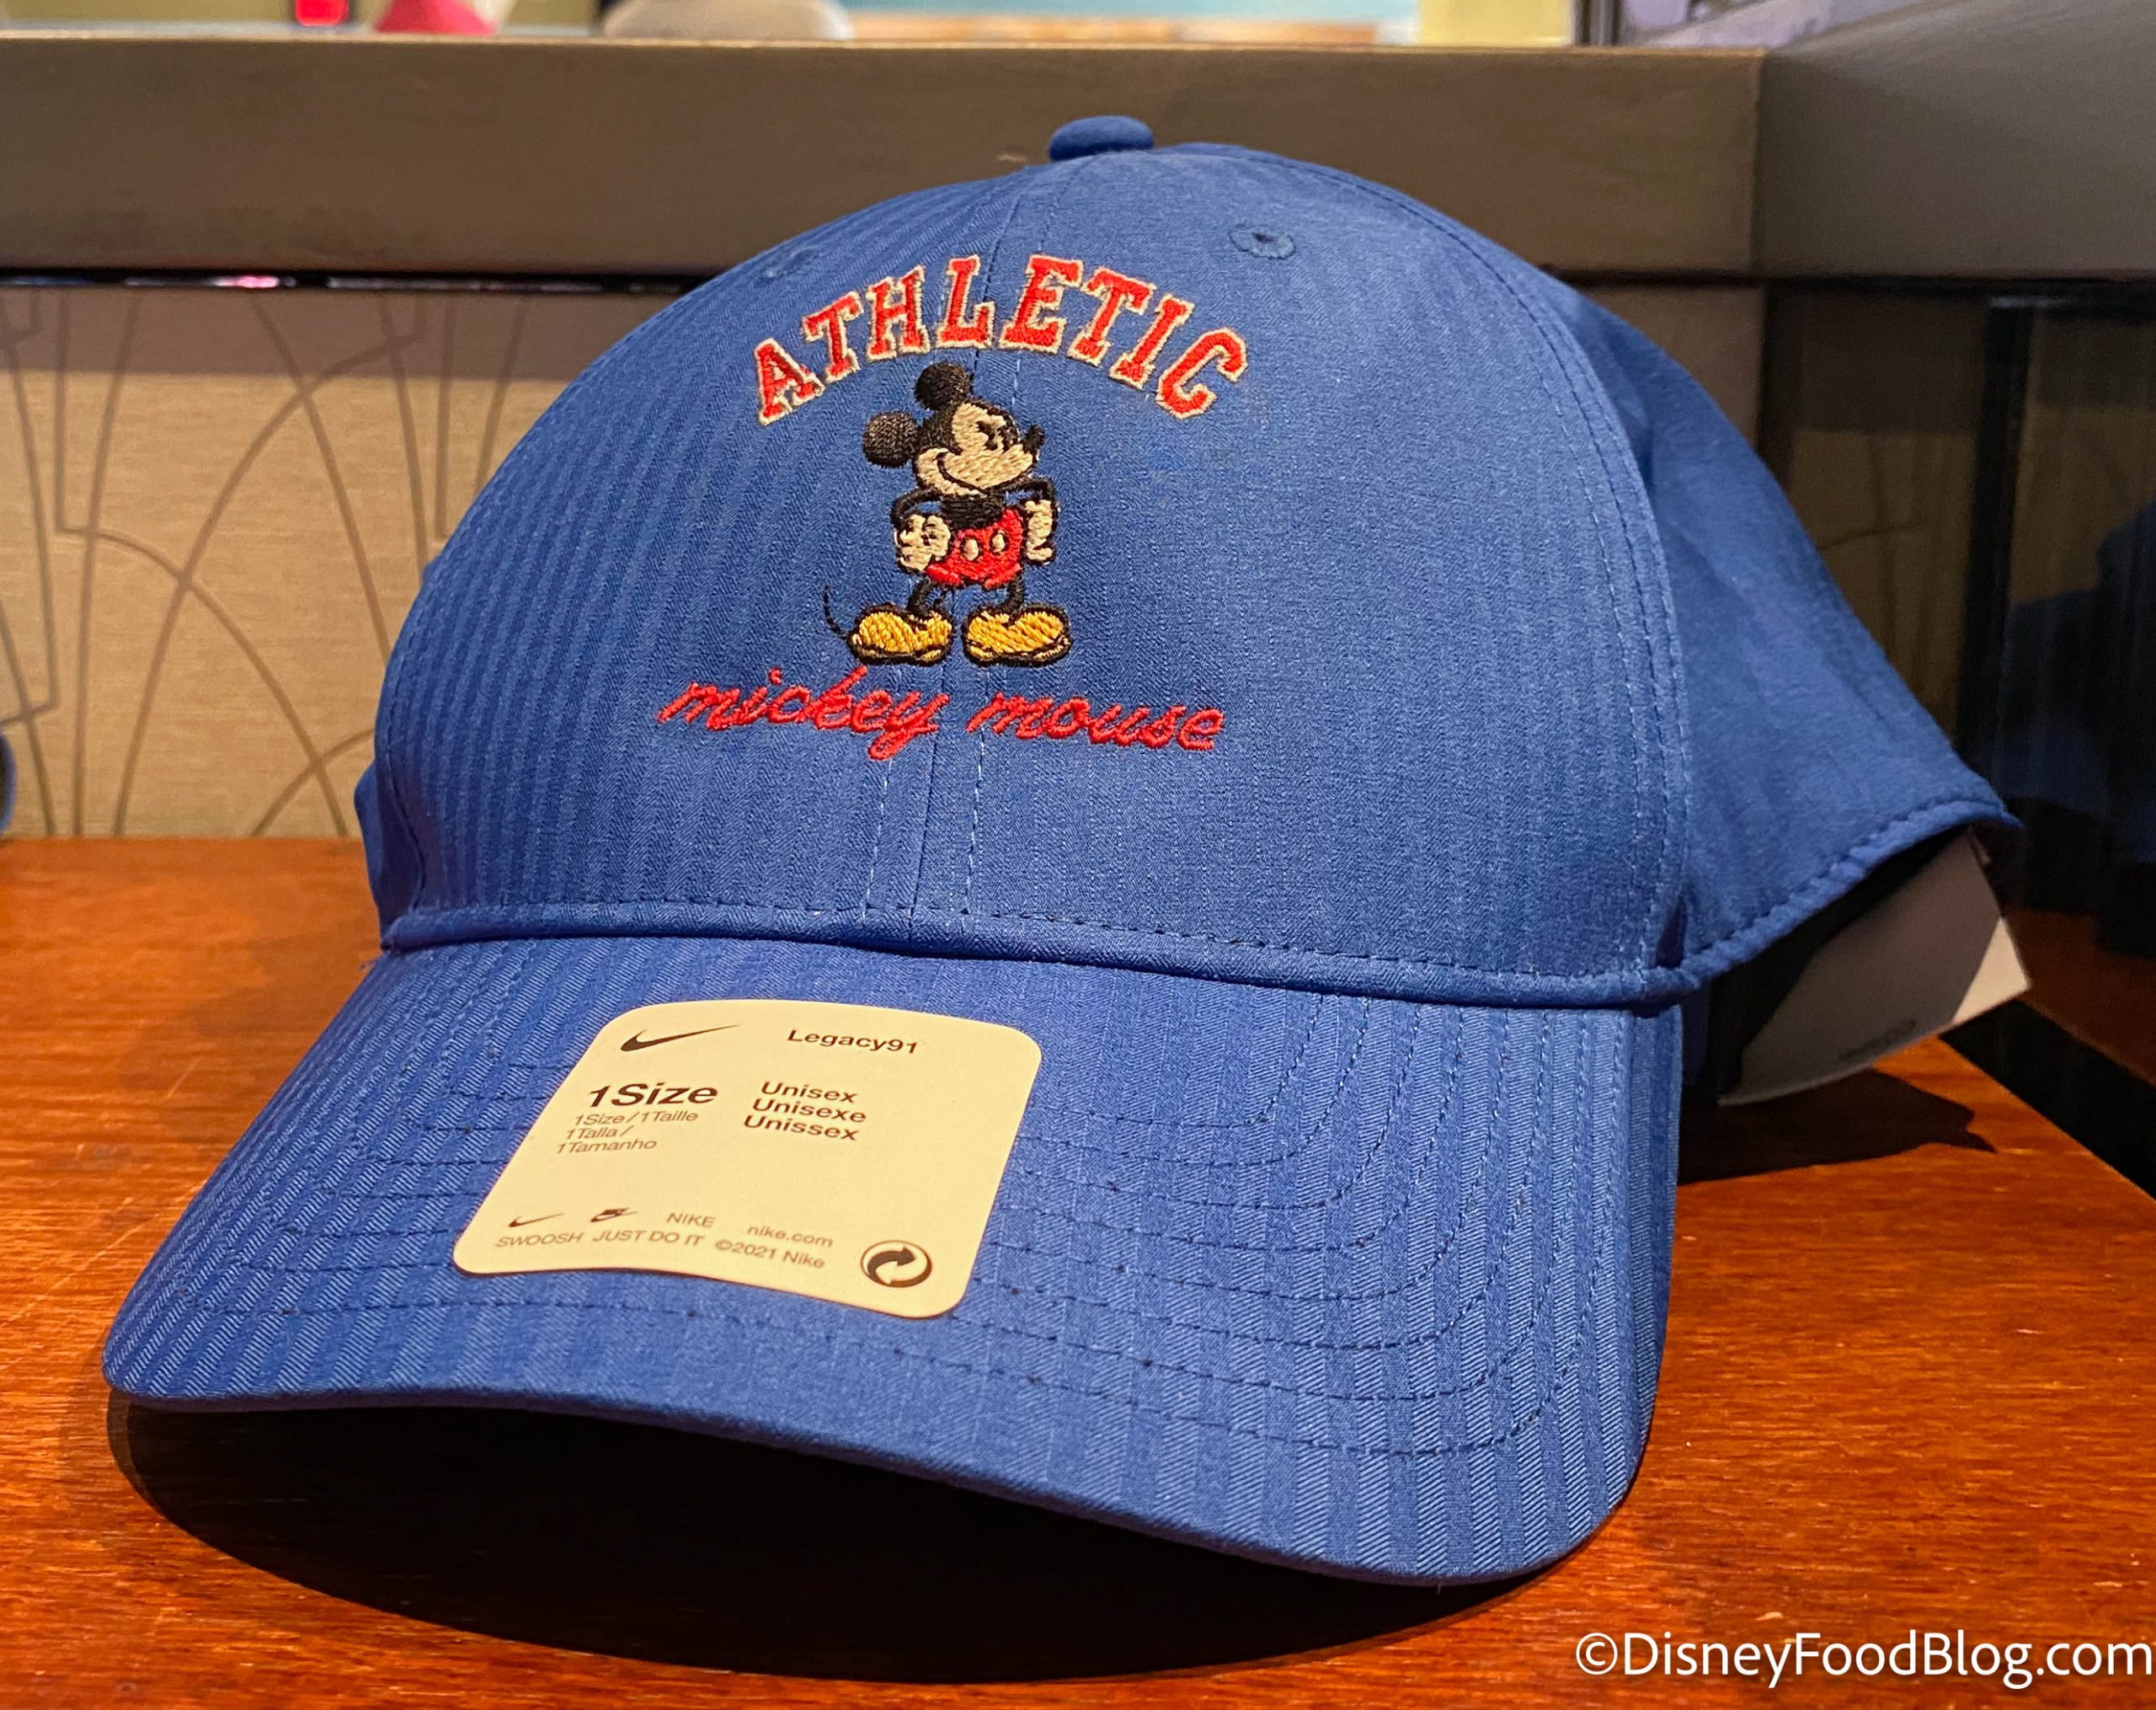 ATHLETIC
mickey mouse
Legacy91
1Size
1Size/1Taille
1Talla/
1Tamanho
Unisex
Unisexe
Unissex
NIKE nike.com
SWOOSH JUST DO IT ©2021 Nike
©DisneyFoodBlog.com